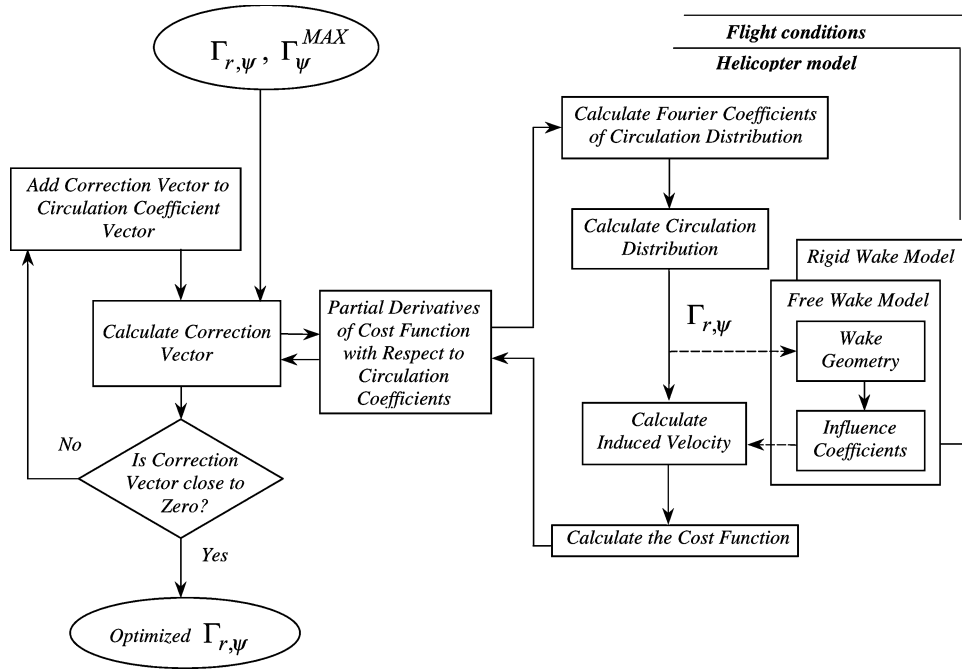 Γr,ψ , ΓψMAX
Flight conditions
Helicopter model
Calculate Fourier Coefficients
of Circulation Distribution
Add Correction Vector to
Circulation Coefficient
Vector
Calculate Circulation
Distribution
Rigid Wake Model
Free Wake Model
Partial Derivatives
of Cost Function
with Respect to
Circulation
Coefficients
Calculate Correction
Vector
Γr,ψ
Wake
Geometry
Calculate
Induced Velocity
Influence
Coefficients
No
Is Correction
Vector close to
Zero?
Calculate the Cost Function
Yes
Optimized Γr,ψ